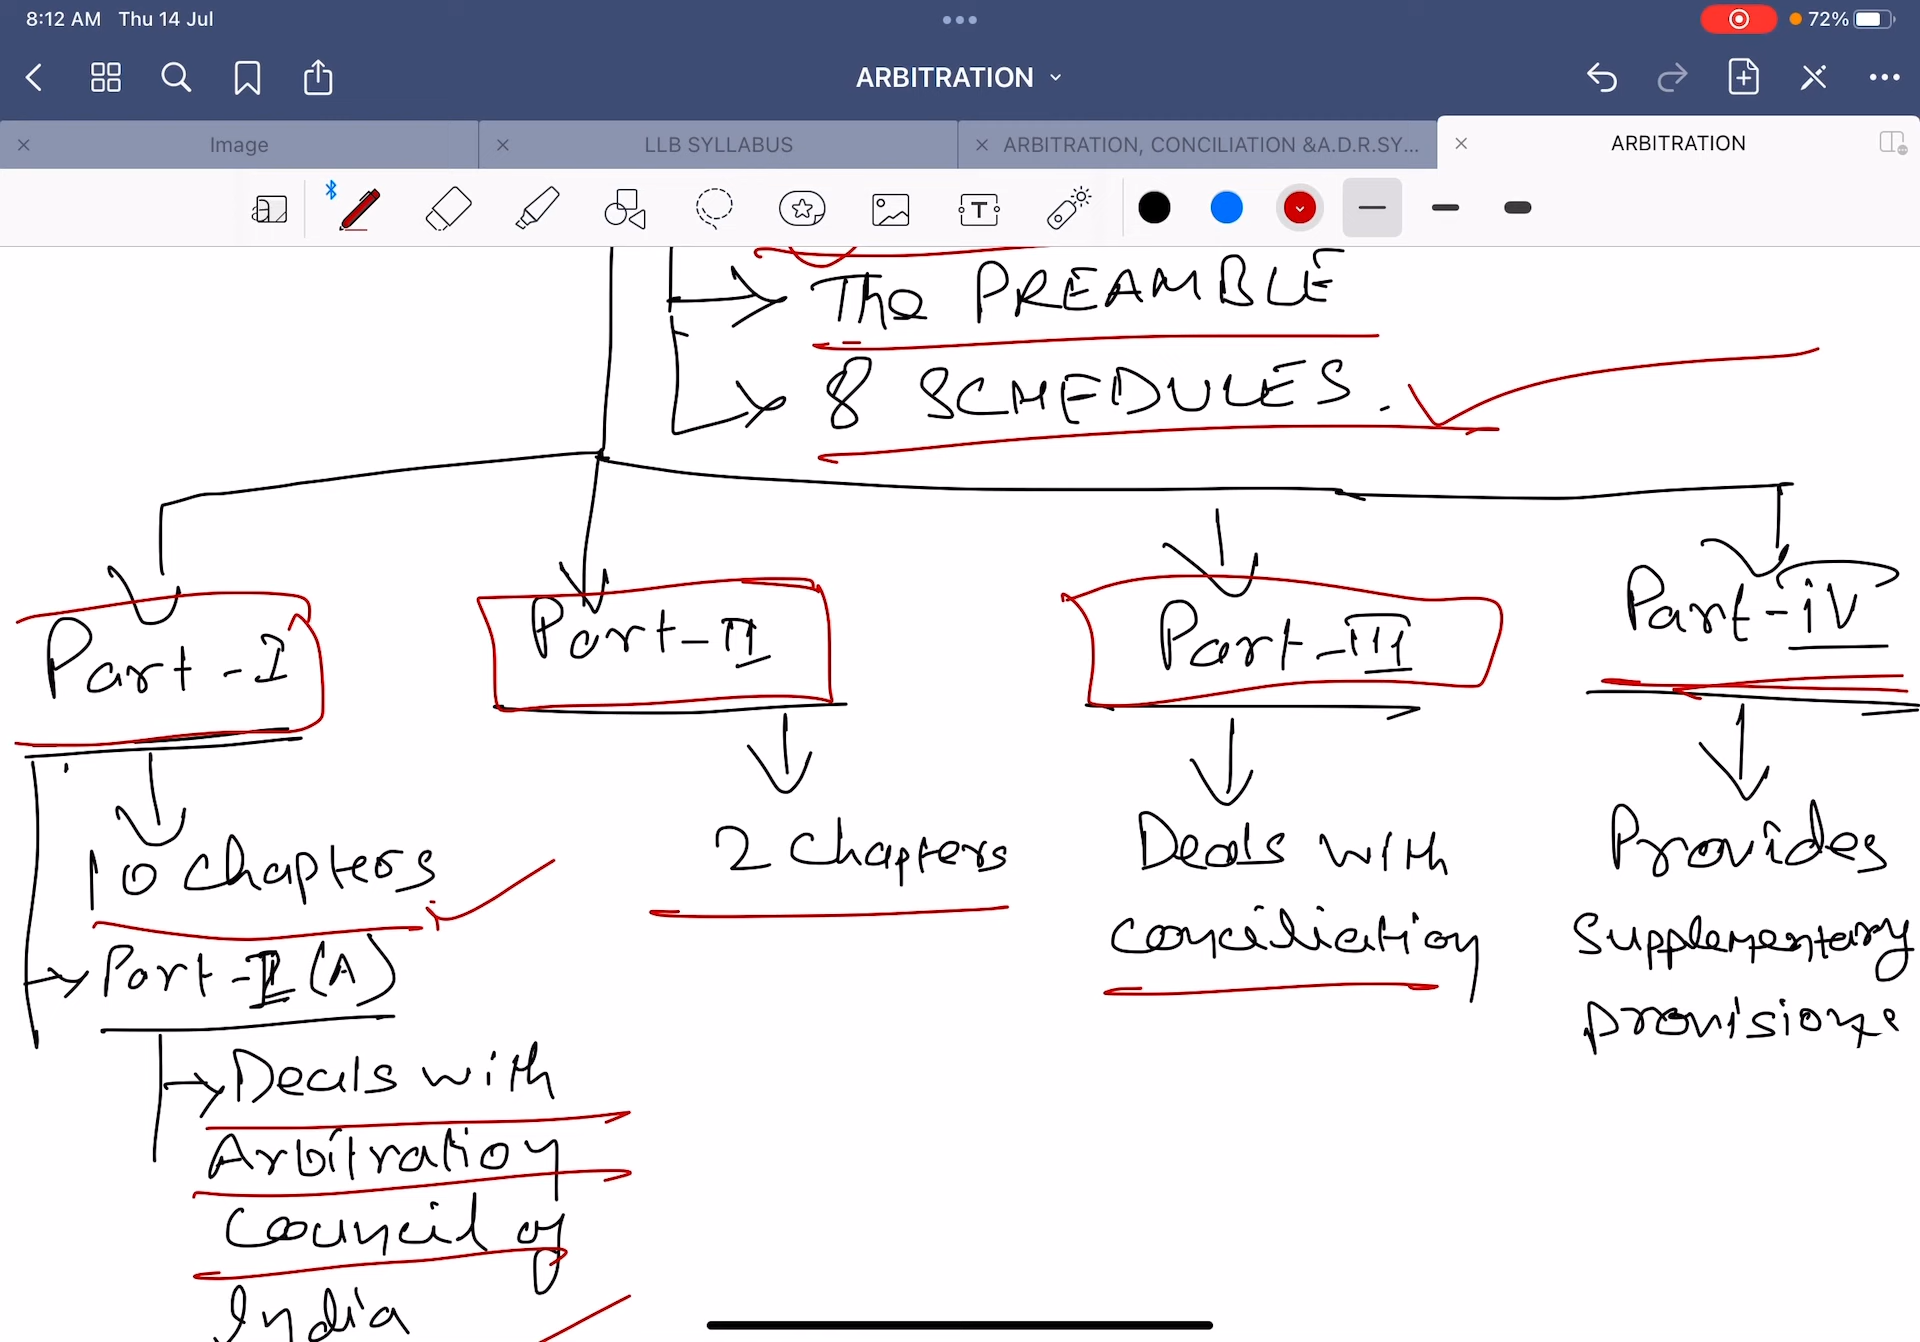 8:12 AM Thu 14 Jul
72%
ARBITRATION
Image
LLB SYLLABUS
ARBITRATION, CONCILIATION &A.D.R.SY...
ARBITRATION
The PREAMBLE
8 SCHEDULES.
Part-I
Part-II
Part-III
Part-iV
10 chapters
2 Chapters
Deals with
conciliation
Provides
Supplementary
provisions
Part-I (A)
Deals with
Arbitration
Council of
India